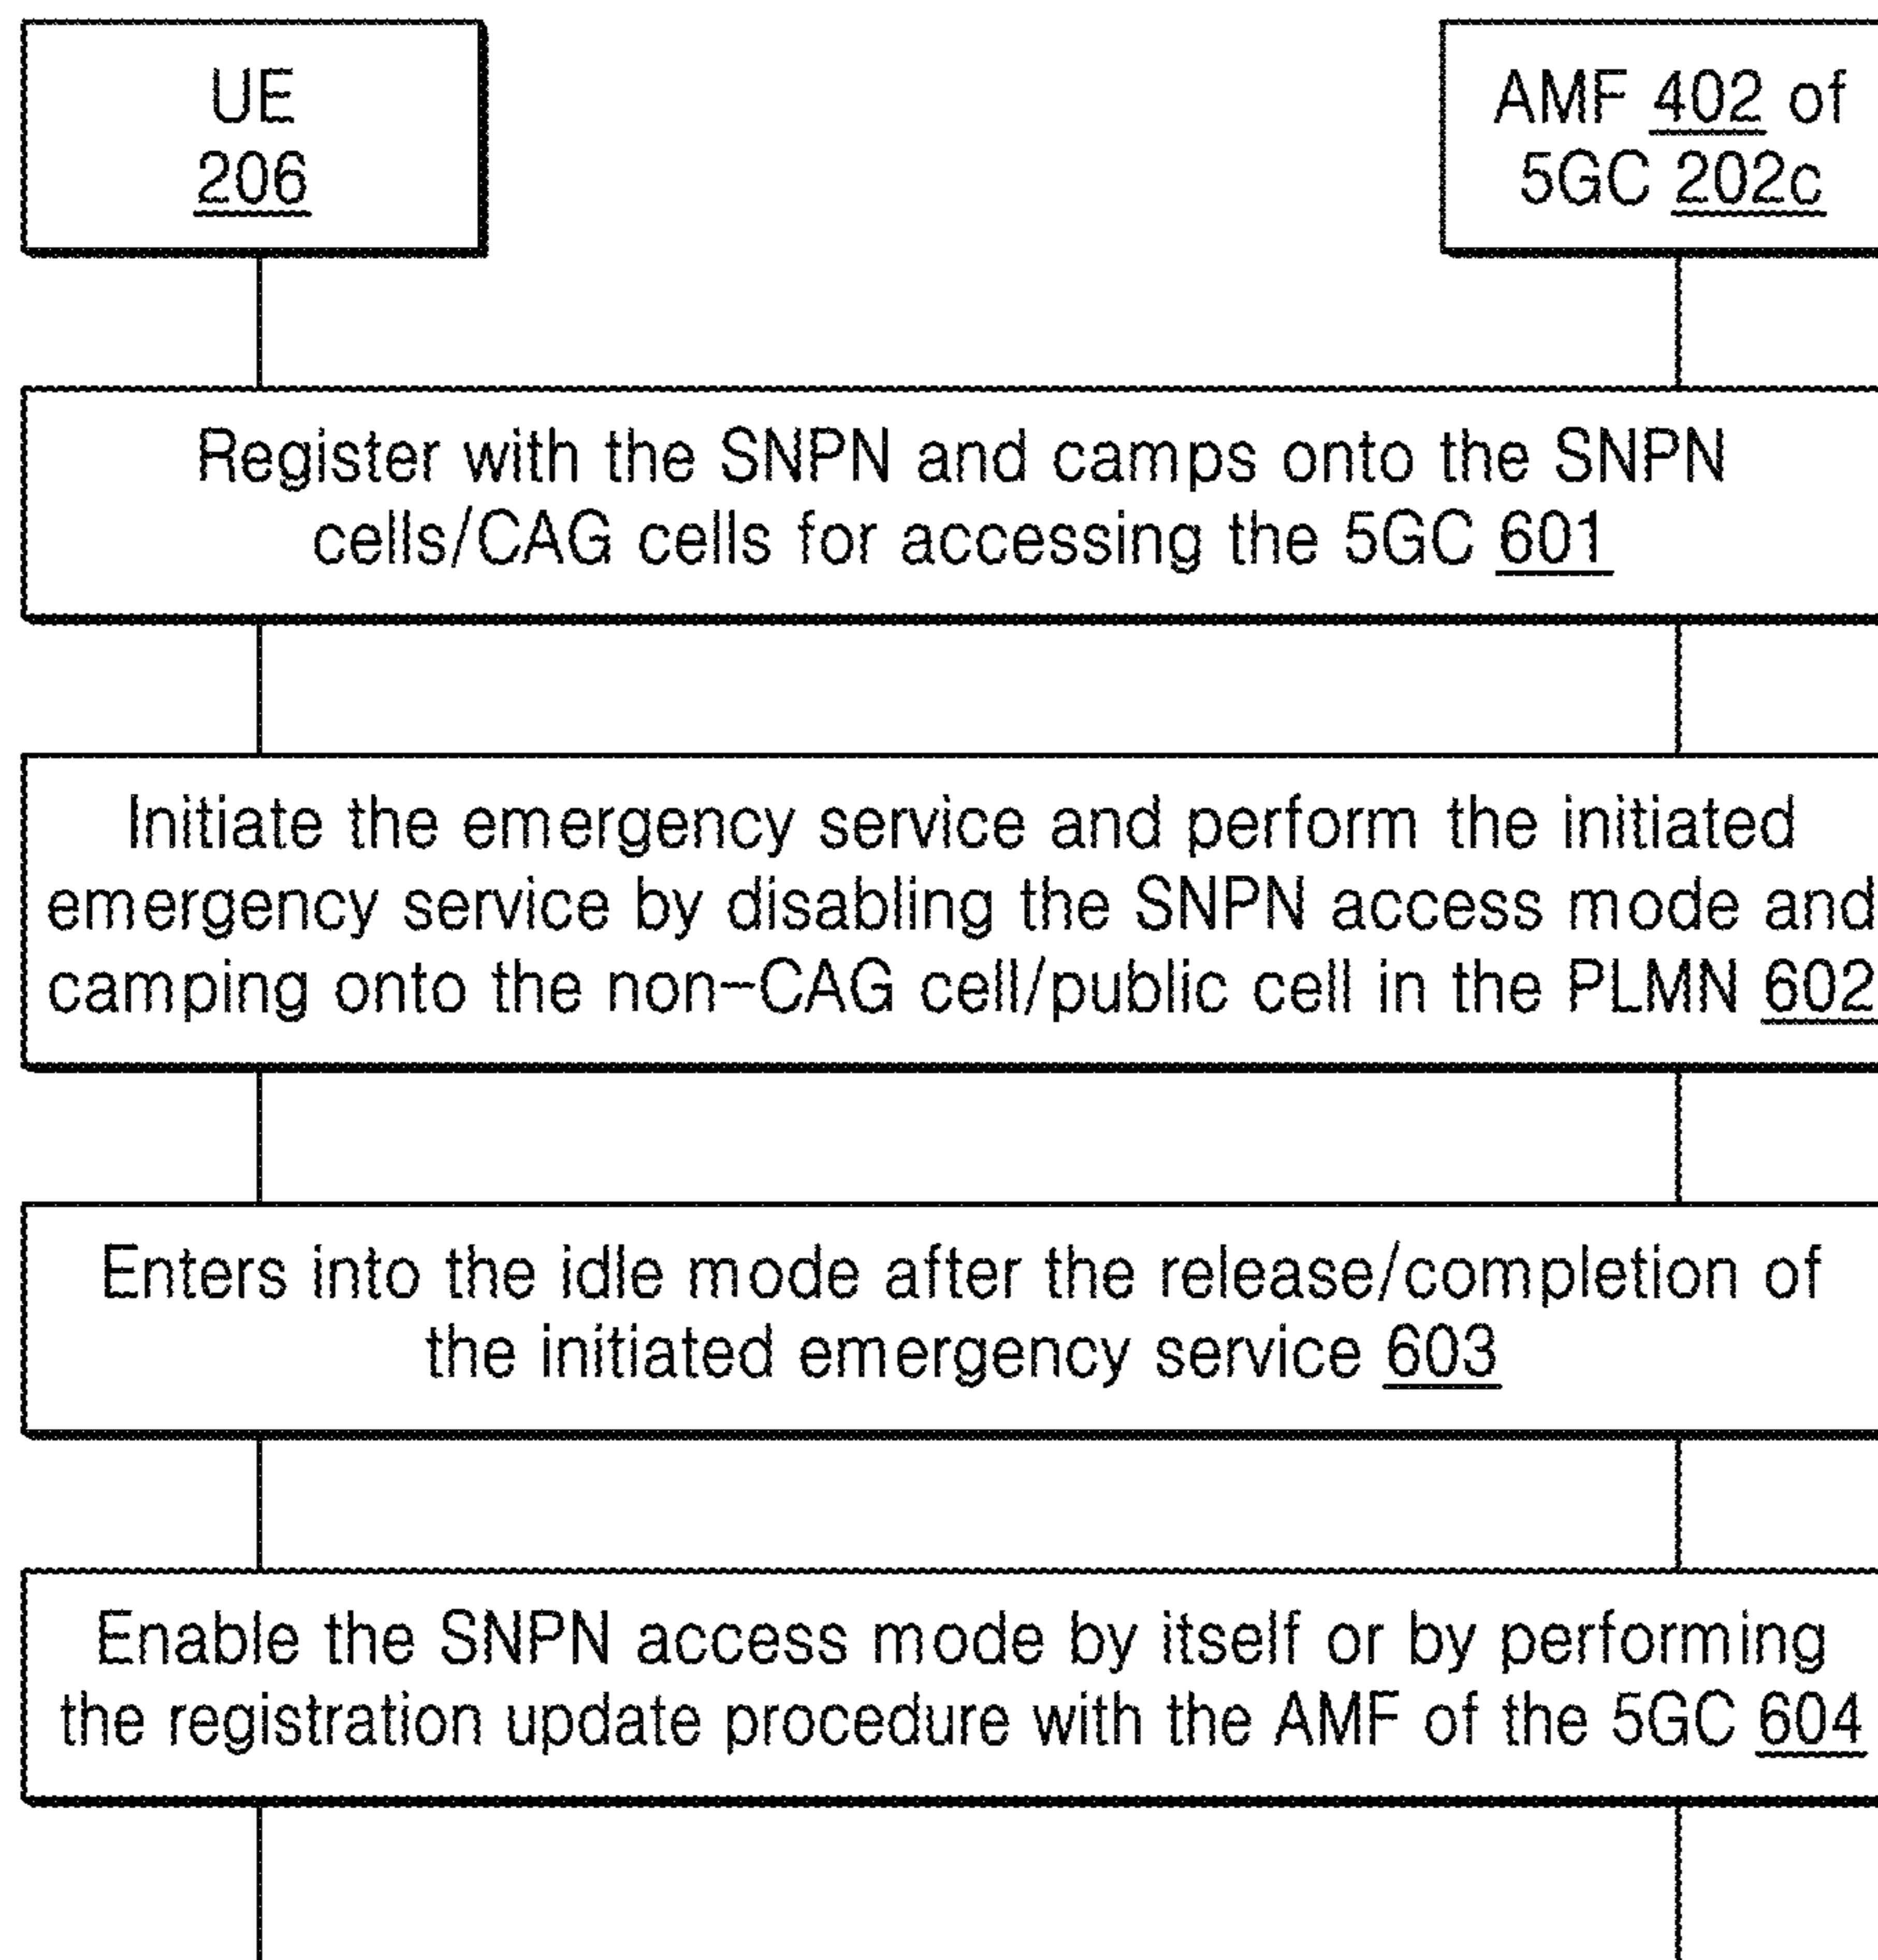 UE
206
AMF 402 of
5GC 202c
Register with the SNPN and camps onto the SNPN
cells/CAG cells for accessing the 5GC 601
Initiate the emergency service and perform the initiated
emergency service by disabling the SNPN access mode and
camping onto the non-CAG cell/public cell in the PLMN 602
Enters into the idle mode after the release/completion of
the initiated emergency service 603
Enable the SNPN access mode by itself or by performing
the registration update procedure with the AMF of the 5GC 604